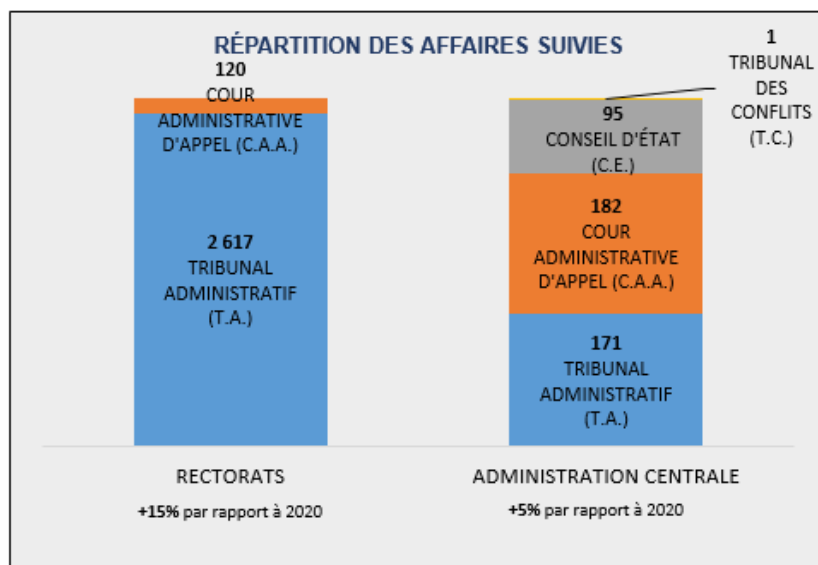 RÉPARTITION DES AFFAIRES SUIVIES
120
COUR
ADMINISTRATIVE
D'APPEL (C.A.A.)
2 617
TRIBUNAL
ADMINISTRATIF
(T.A.)
1
TRIBUNAL
DES
CONFLITS
(T.C.)
95
CONSEIL D'ÉTAT
(C.E.)
182
COUR
ADMINISTRATIVE
D'APPEL (C.A.A.)
171
TRIBUNAL
ADMINISTRATIF
(T.A.)
RECTORATS
+15% par rapport à 2020
ADMINISTRATION CENTRALE
+5% par rapport à 2020